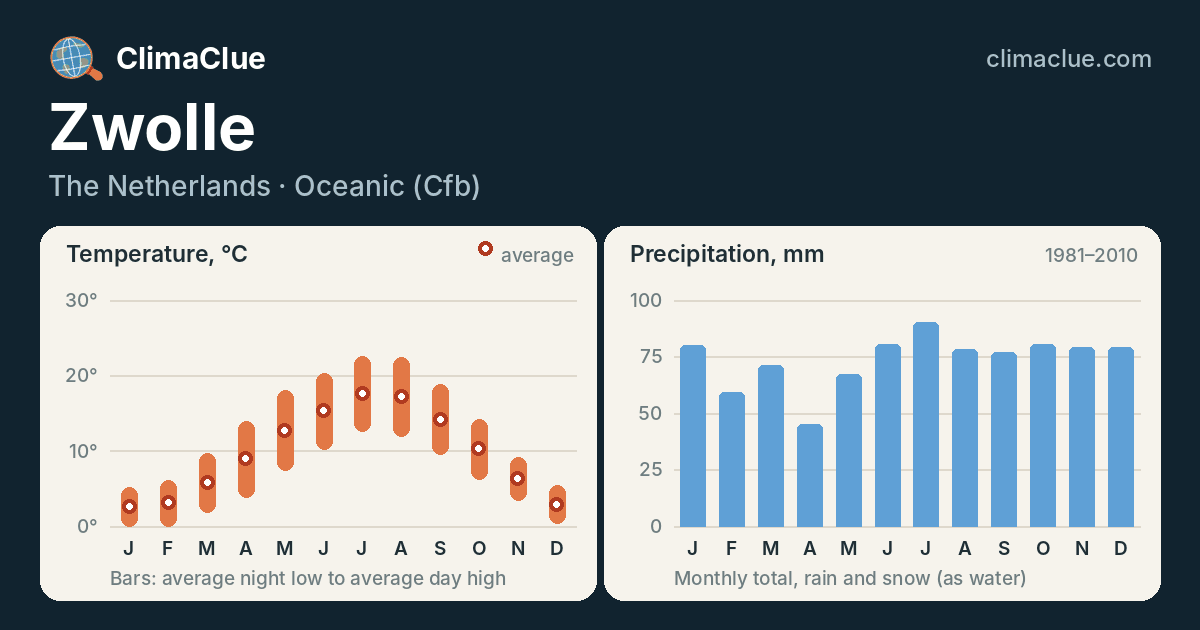 ClimaClue
climaclue.com
Zwolle
The Netherlands · Oceanic (Cfb)
Temperature, °C
average
30°
20°
10°
0°
J F M A M J J A S O N D
Bars: average night low to average day high
Precipitation, mm
1981–2010
100
75
50
25
0
J F M A M J J A S O N D
Monthly total, rain and snow (as water)